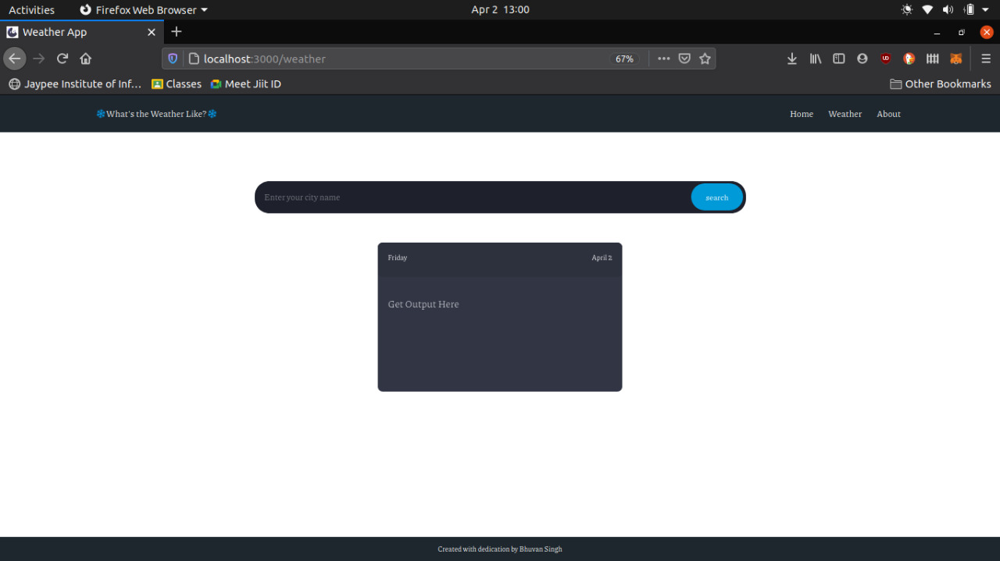 Activities Firefox Web Browser Apr 2 13:00
Weather App
localhost:3000/weather 67%
Jaypee Institute of Inf… Classes Meet Jiit ID Other Bookmarks
What's the Weather Like? Home Weather About
Enter your city name search
Friday April 2
Get Output Here
Created with dedication by Bhuvan Singh